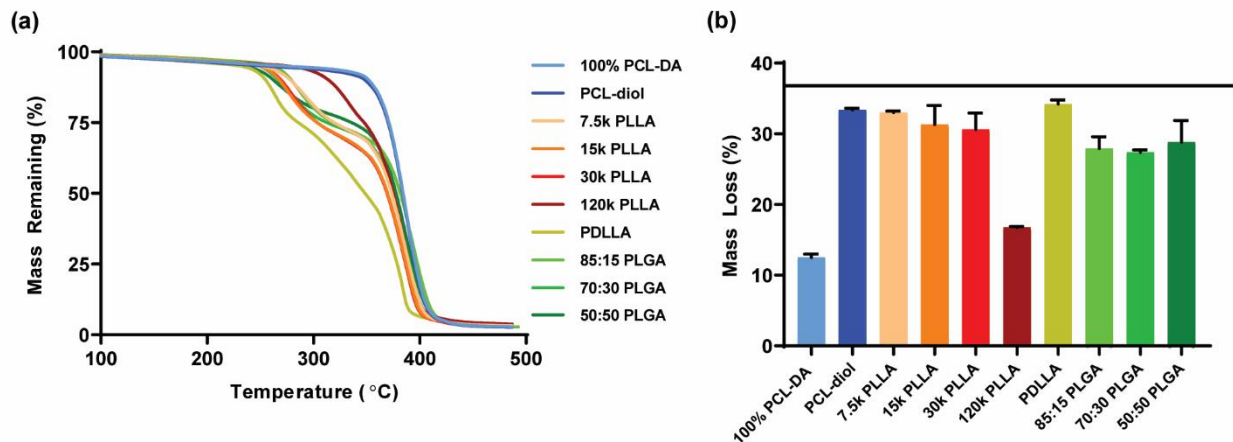 (a)
Mass Remaining (%)
100
75
50
25
0
100
200
300
400
500
Temperature (°C)
100% PCL-DA
PCL-diol
7.5k PLLA
15k PLLA
30k PLLA
120k PLLA
PDLLA
85:15 PLGA
70:30 PLGA
50:50 PLGA
(b)
Mass Loss (%)
40
30
20
10
0
100% PCL-DA
PCL-diol
7.5k PLLA
15k PLLA
30k PLLA
120k PLLA
PDLLA
85:15 PLGA
70:30 PLGA
50:50 PLGA